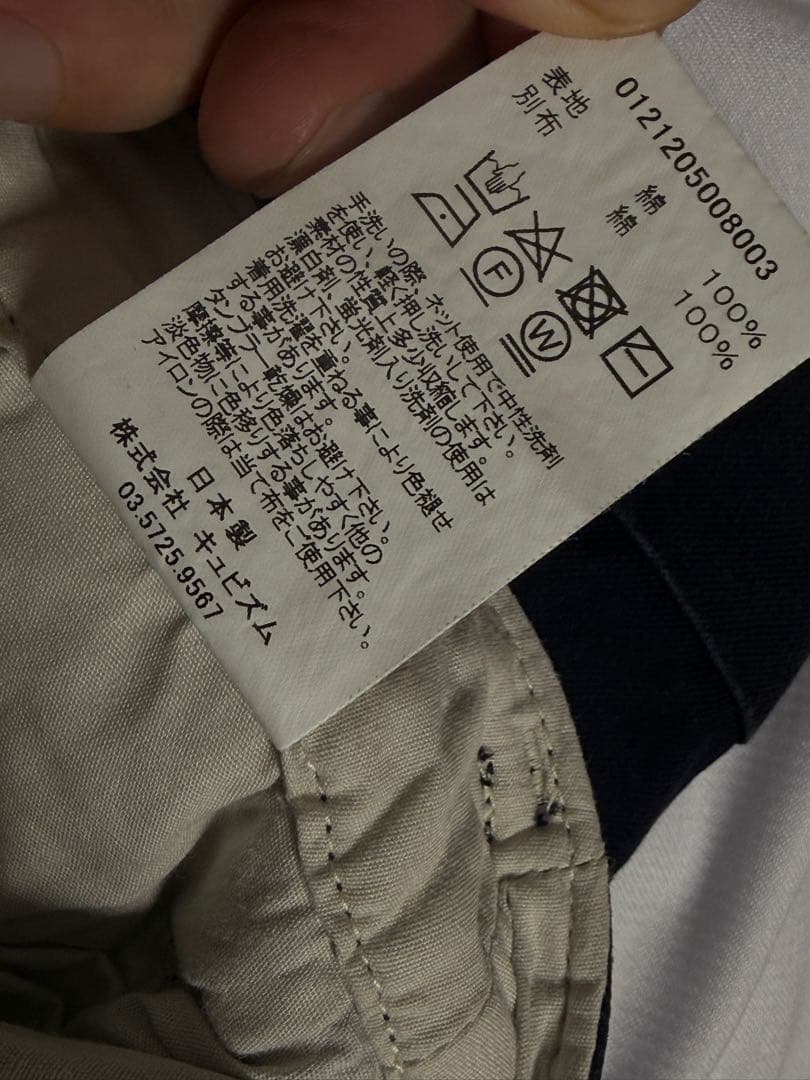 0121205008003
表地 綿 100%
別布 綿 100%
手洗いの際、ネット使用で中性洗剤
を使い、軽く押し洗いして下さい。
素材の性質上多少収縮します。
漂白剤、蛍光剤入り洗剤の使用は
お避け下さい。
着用洗濯を重ねる事により色褪せ
する事があります。
タンブラー乾燥はお避け下さい。
摩擦等により色落ちしやすく他の
淡色物に色移りする事があります。
アイロンの際は当て布をご使用下さい。
日本製
株式会社 キュビズム
03.5725.9567